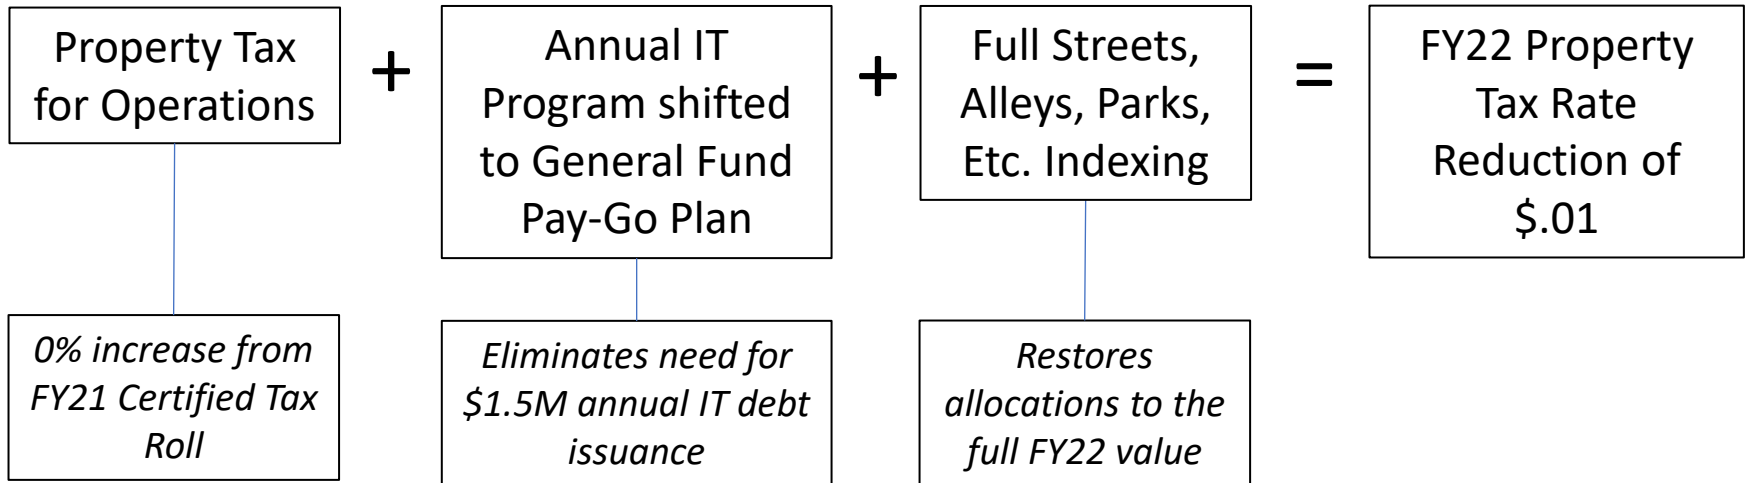 Property Tax
for Operations
+
Annual IT
Program shifted
to General Fund
Pay-Go Plan
+
Full Streets,
Alleys, Parks,
Etc. Indexing
=
FY22 Property
Tax Rate
Reduction of
$.01
0% increase from
FY21 Certified Tax
Roll
Eliminates need for
$1.5M annual IT debt
issuance
Restores
allocations to the
full FY22 value